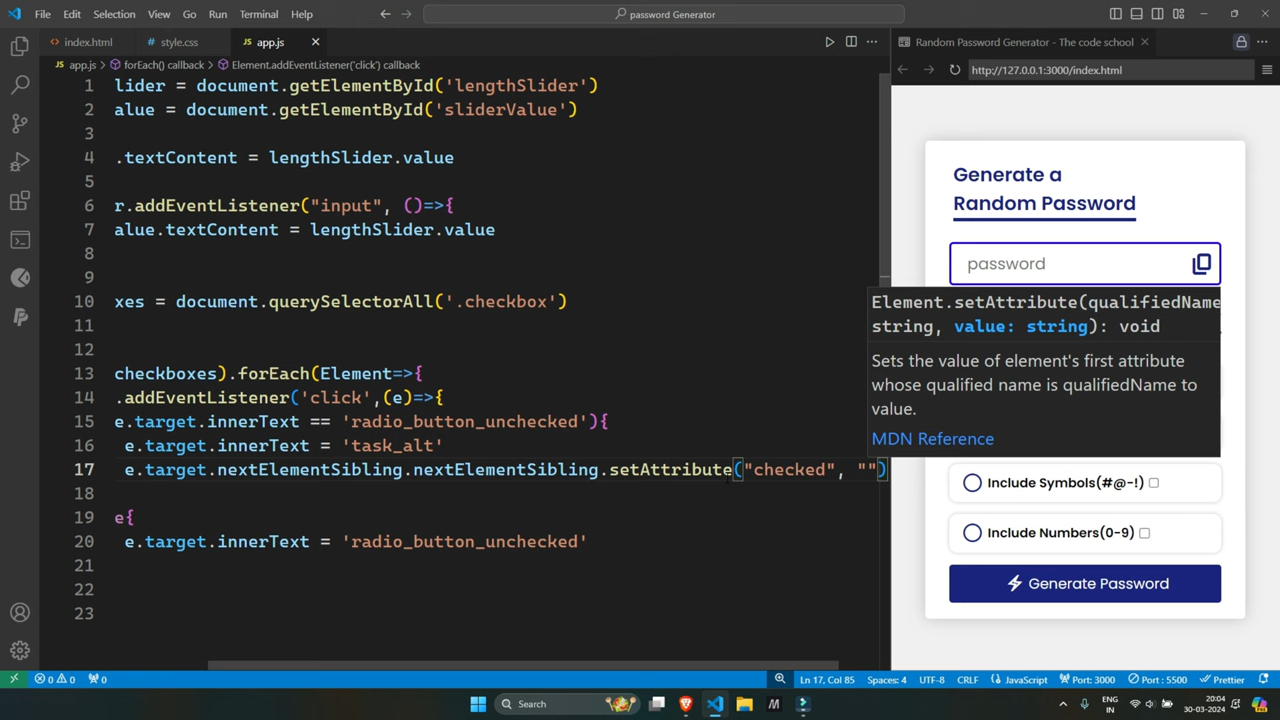 File Edit Selection View Go Run Terminal Help
password Generator
index.html
style.css
app.js
Random Password Generator - The code school
app.js > forEach() callback > Element.addEventListener('click') callback
http://127.0.0.1:3000/index.html
1 lider = document.getElementById('lengthSlider')
2 alue = document.getElementById('sliderValue')
3
4 .textContent = lengthSlider.value
5
6 r.addEventListener("input", ()=>{
7 alue.textContent = lengthSlider.value
8
9
10 xes = document.querySelectorAll('.checkbox')
11
12
13 checkboxes).forEach(Element=>{
14 .addEventListener('click',(e)=>{
15 e.target.innerText == 'radio_button_unchecked'){
16 e.target.innerText = 'task_alt'
17 e.target.nextElementSibling.nextElementSibling.setAttribute("checked", "")
18
19 e{
20 e.target.innerText = 'radio_button_unchecked'
21
22
23
Generate a
Random Password
password
Element.setAttribute(qualifiedName
string, value: string): void
Sets the value of element's first attribute
whose qualified name is qualifiedName to
value.
MDN Reference
Include Symbols(#@-!)
Include Numbers(0-9)
Generate Password
0 0 0 Ln 17, Col 85 Spaces: 4 UTF-8 CRLF {} JavaScript Port: 3000 Port : 5500 Prettier
Search
ENG
IN
20:04
30-03-2024